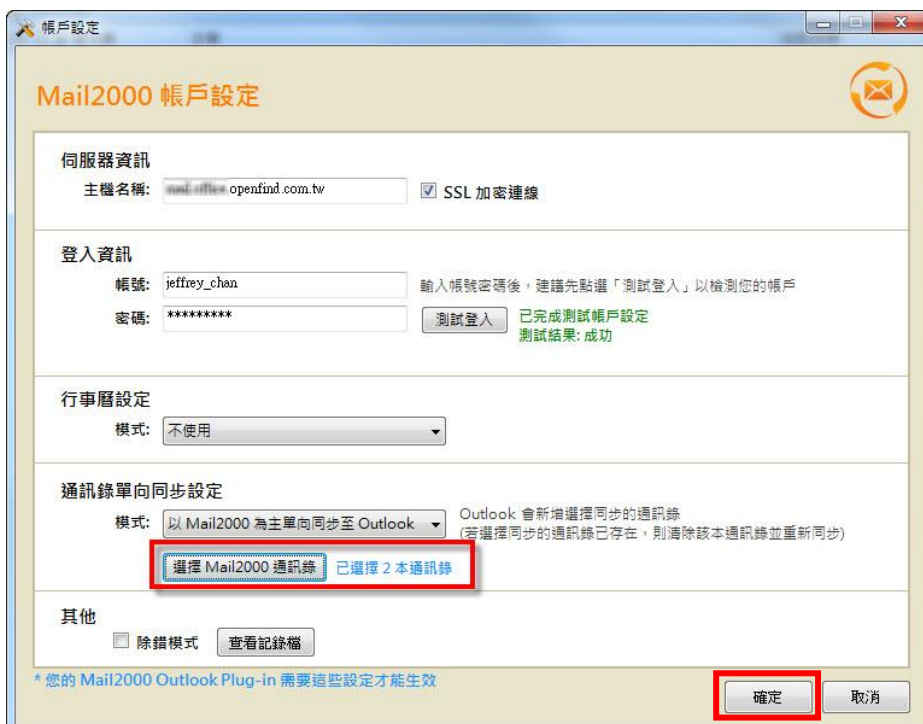 帳戶設定
Mail2000 帳戶設定
伺服器資訊
主機名稱: .openfind.com.tw SSL 加密連線
登入資訊
帳號: jeffrey_chan 輸入帳號密碼後，建議先點選「測試登入」以檢測您的帳戶
密碼: ********* 測試登入 已完成測試帳戶設定
測試結果: 成功
行事曆設定
模式: 不使用
通訊錄單向同步設定
模式: 以 Mail2000 為主單向同步至 Outlook Outlook 會新增選擇同步的通訊錄
(若選擇同步的通訊錄已存在，則清除該本通訊錄並重新同步)
選擇 Mail2000 通訊錄 已選擇 2 本通訊錄
其他
除錯模式 查看記錄檔
* 您的 Mail2000 Outlook Plug-in 需要這些設定才能生效
確定 取消